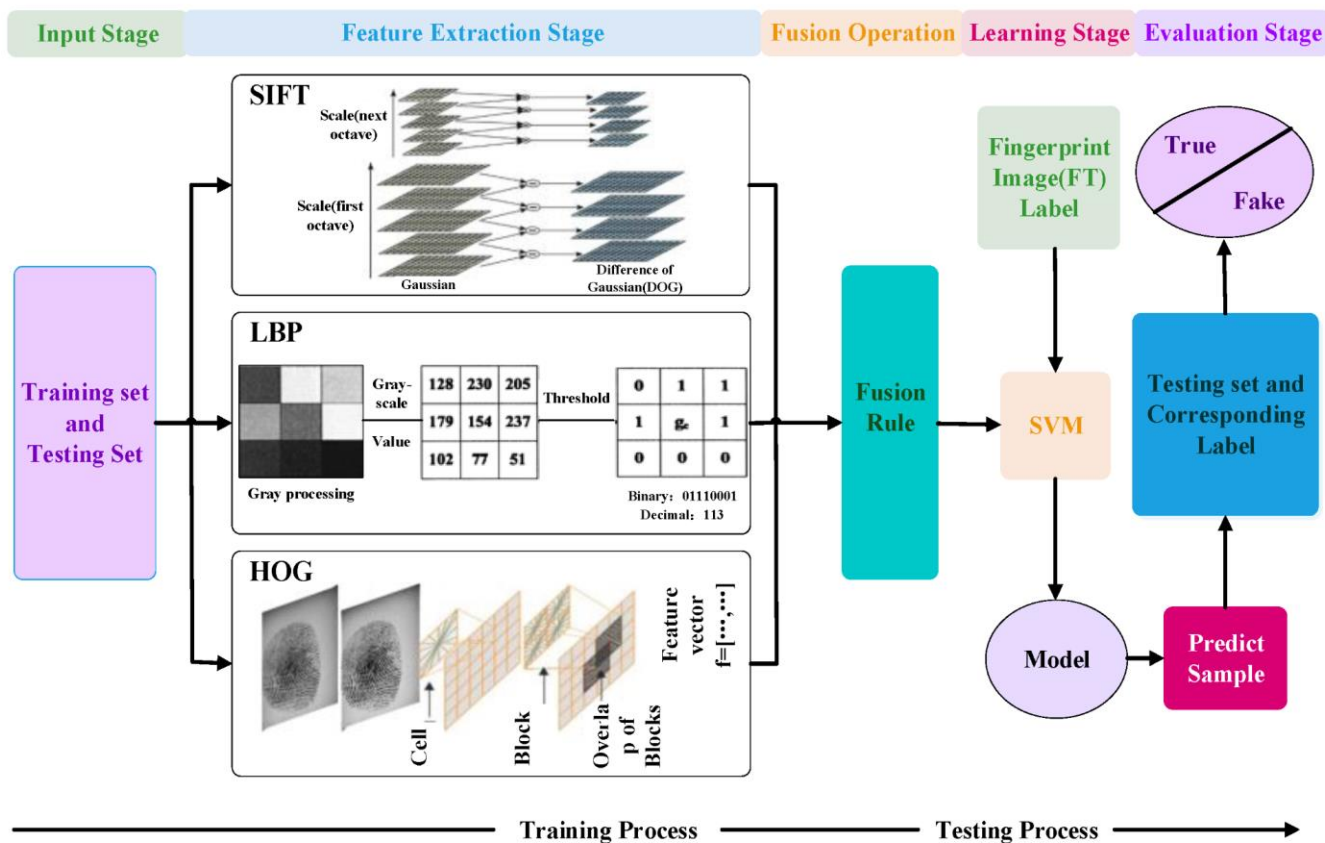 Input Stage
Feature Extraction Stage
Fusion Operation
Learning Stage
Evaluation Stage
Training set
and
Testing Set
SIFT
Scale(next
octave)
Scale(first
octave)
Gaussian
Difference of
Gaussian(DOG)
LBP
Gray processing
Gray-
scale
Value
128 230 205
179 154 237
102 77 51
Threshold
0 1 1
1 gc 1
0 0 0
Binary：01110001
Decimal：113
HOG
Cell
Block
Overla
p of
Blocks
Feature
vector
f=[···,···]
Fusion
Rule
Fingerprint
Image(FT)
Label
SVM
Model
True
Fake
Testing set and
Corresponding
Label
Predict
Sample
Training Process
Testing Process